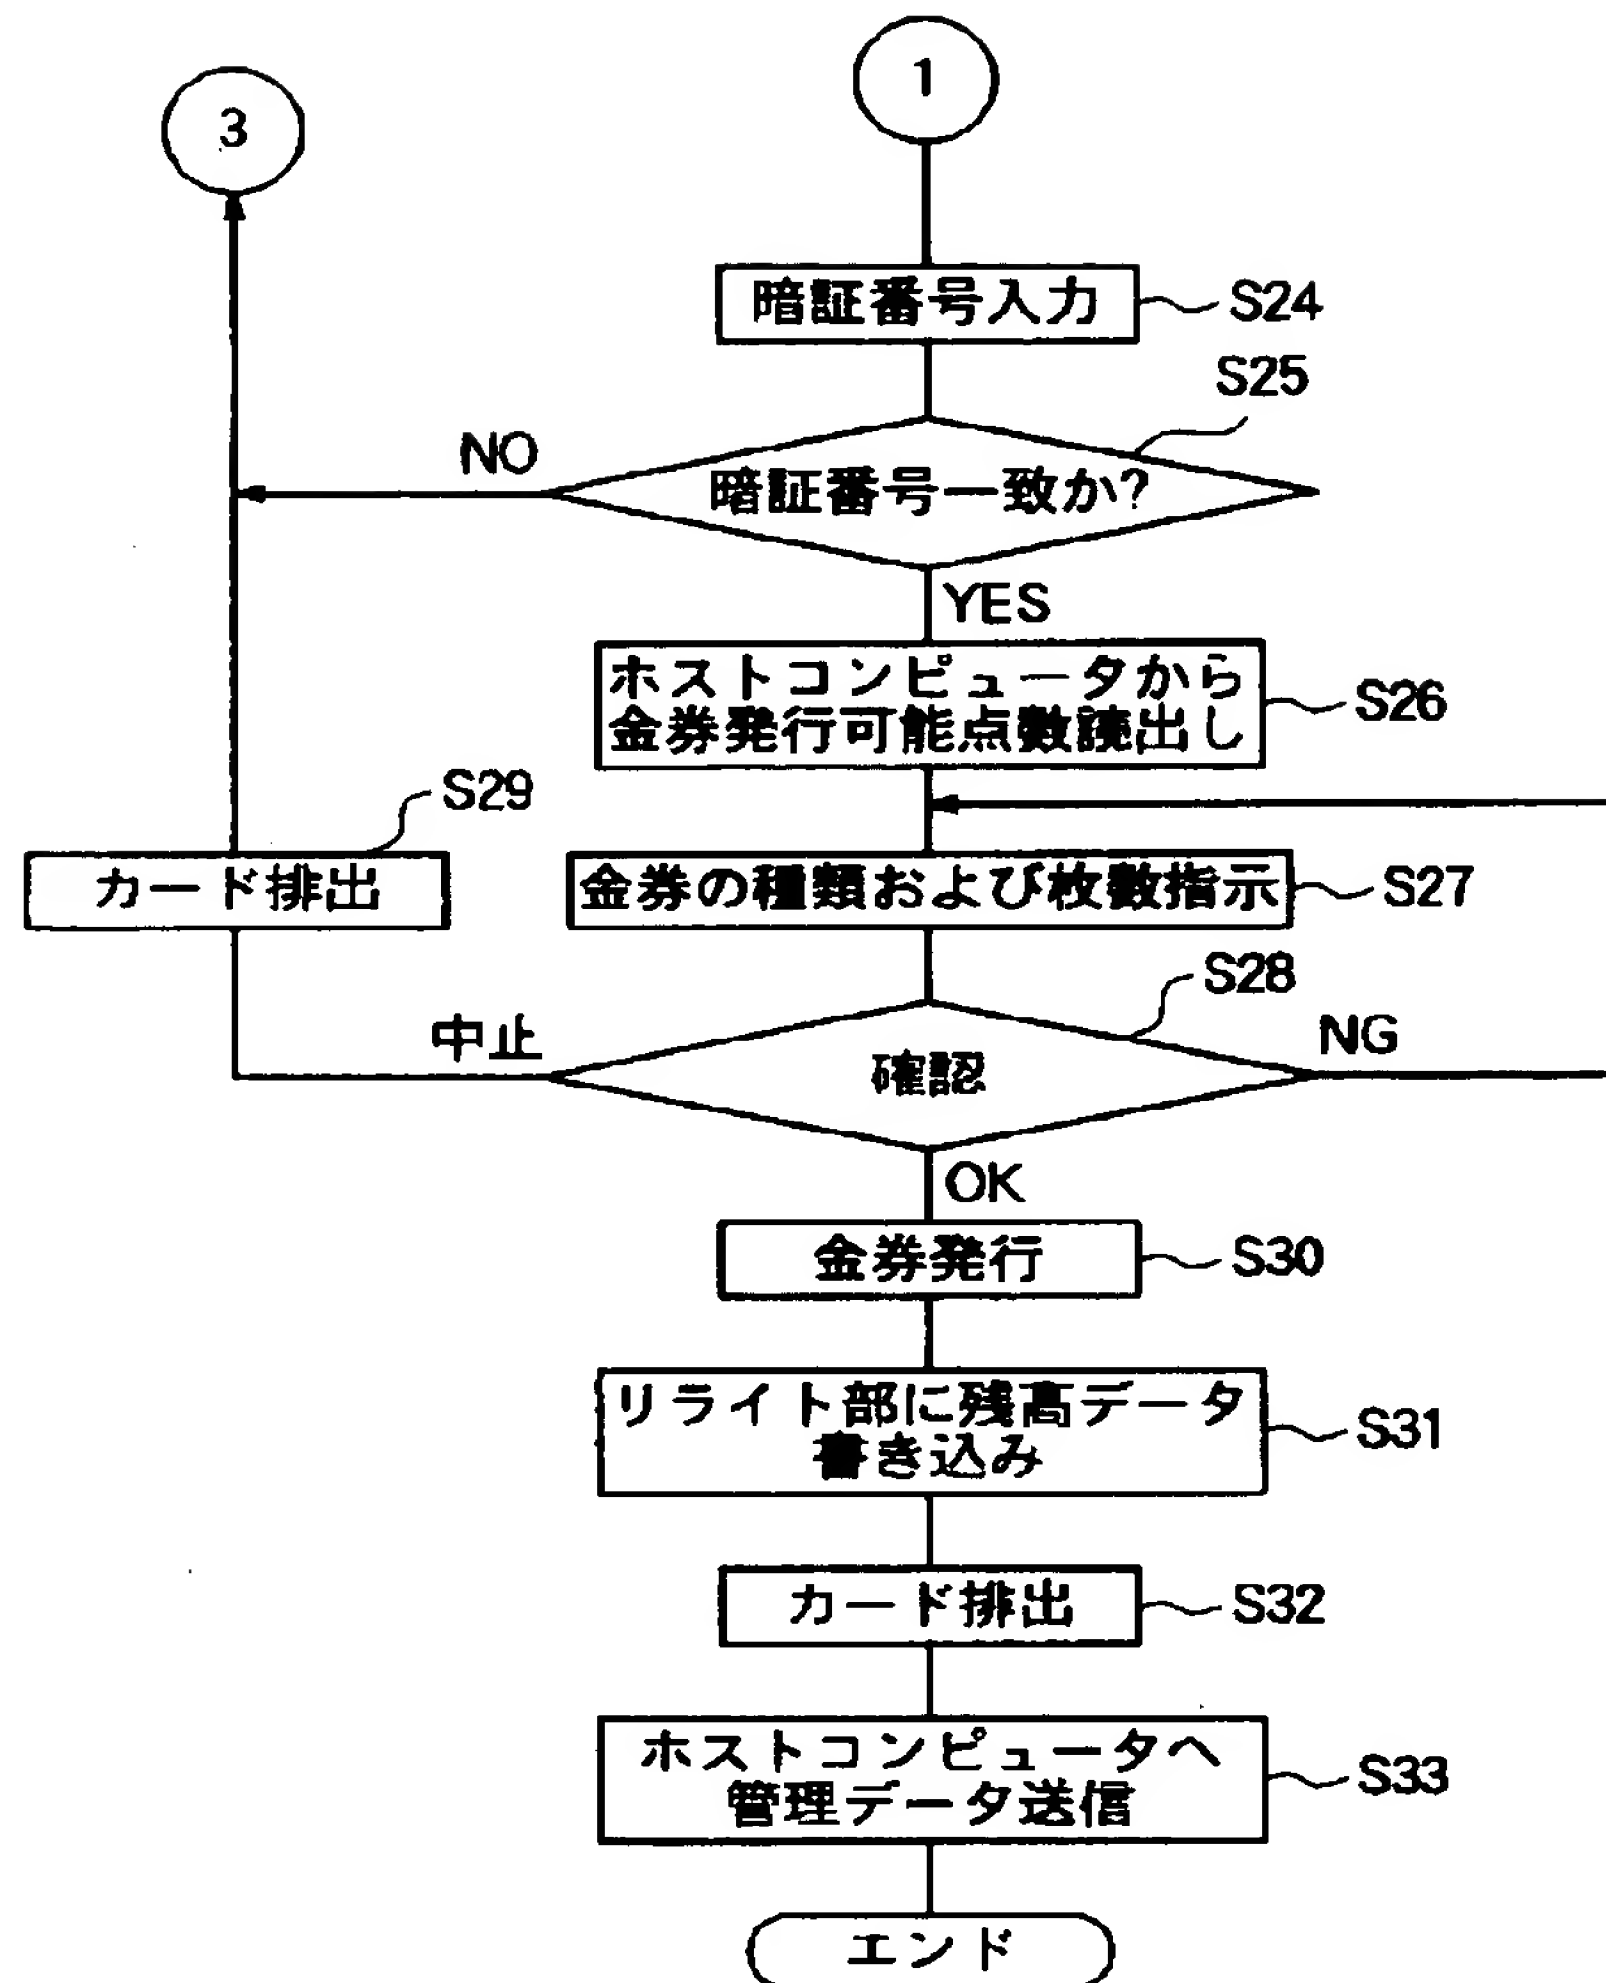 1
3
暗証番号入力
S24
S25
NO
暗証番号一致か?
YES
ホストコンピュータから
金券発行可能点数読出し
S26
S29
カード排出
金券の種類および枚数指示
S27
S28
中止
確認
NG
OK
金券発行
S30
リライト部に残高データ
書き込み
S31
カード排出
S32
ホストコンピュータへ
管理データ送信
S33
エンド